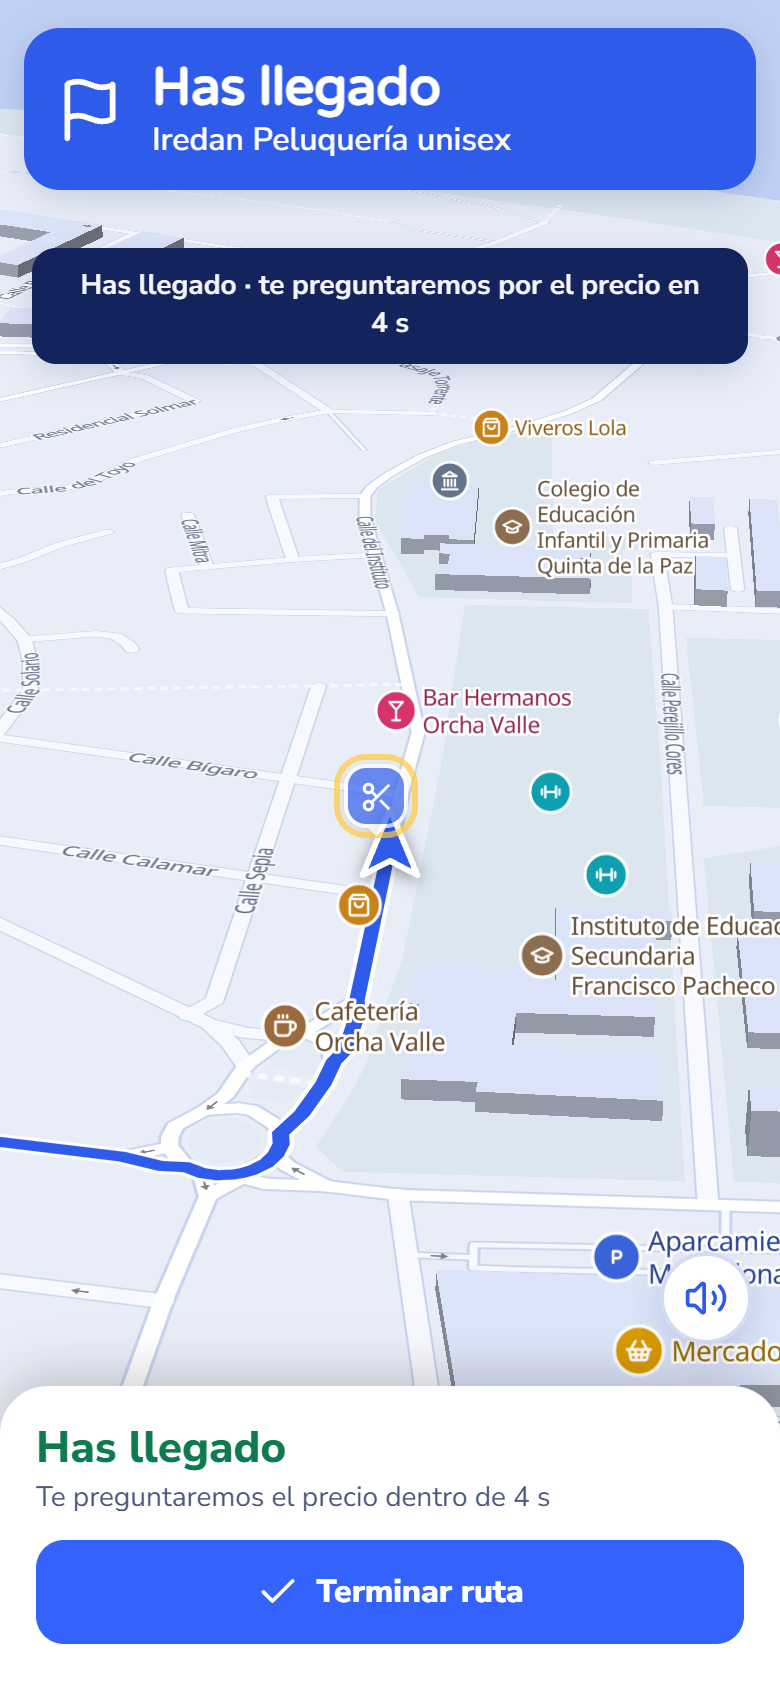 Has llegado
Iredan Peluquería unisex
Has llegado · te preguntaremos por el precio en
4 s
Residencial Solmar
Calle del Toyo
Viveros Lola
Colegio de
Educación
Infantil y Primaria
Quinta de la Paz
Calle Mitra
Calle del Instituto
Calle Solario
Calle Perejillo Cores
Bar Hermanos
Orcha Valle
Calle Bígaro
Calle Calamar
Calle Sepia
Instituto de Educac
Secundaria
Francisco Pacheco
Cafetería
Orcha Valle
P
Aparcamie
Mercado
Has llegado
Te preguntaremos el precio dentro de 4 s
Terminar ruta